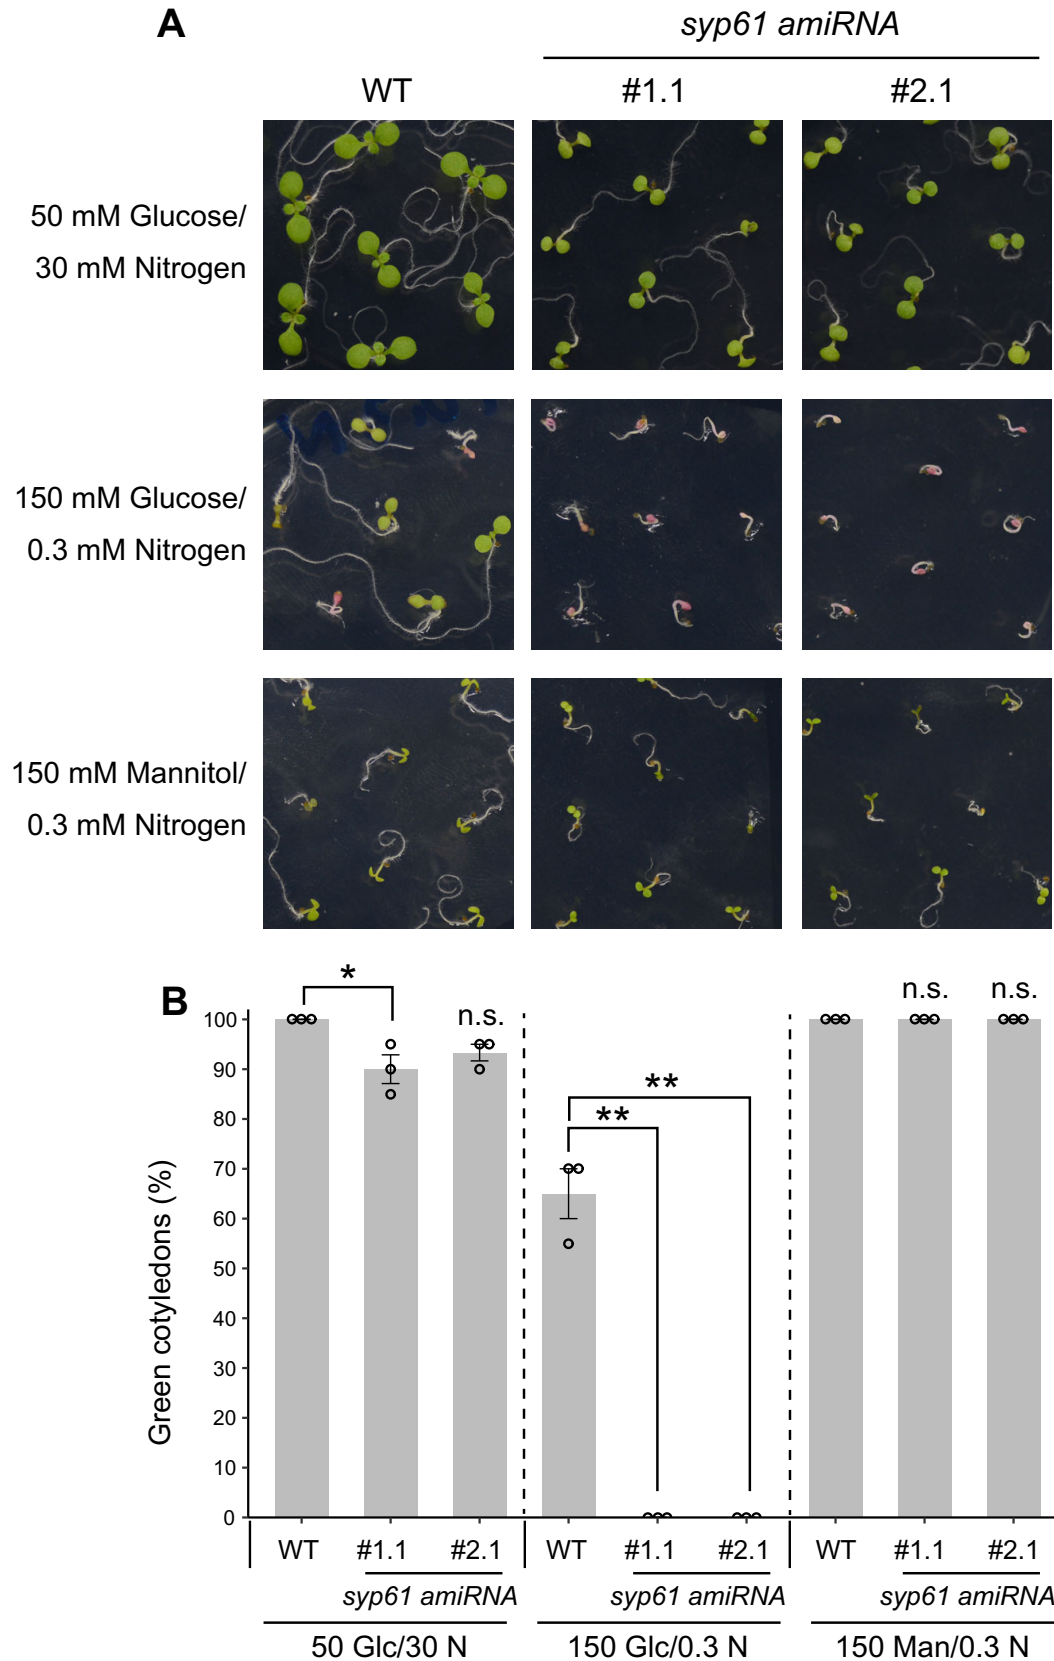 A
syp61 amiRNA
WT
#1.1
#2.1
50 mM Glucose/
30 mM Nitrogen
150 mM Glucose/
0.3 mM Nitrogen
150 mM Mannitol/
0.3 mM Nitrogen
B
*
n.s.
**
**
n.s.
n.s.
Green cotyledons (%)
100
90
80
70
60
50
40
30
20
10
0
WT #1.1 #2.1 WT #1.1 #2.1 WT #1.1 #2.1
syp61 amiRNA syp61 amiRNA syp61 amiRNA
50 Glc/30 N 150 Glc/0.3 N 150 Man/0.3 N